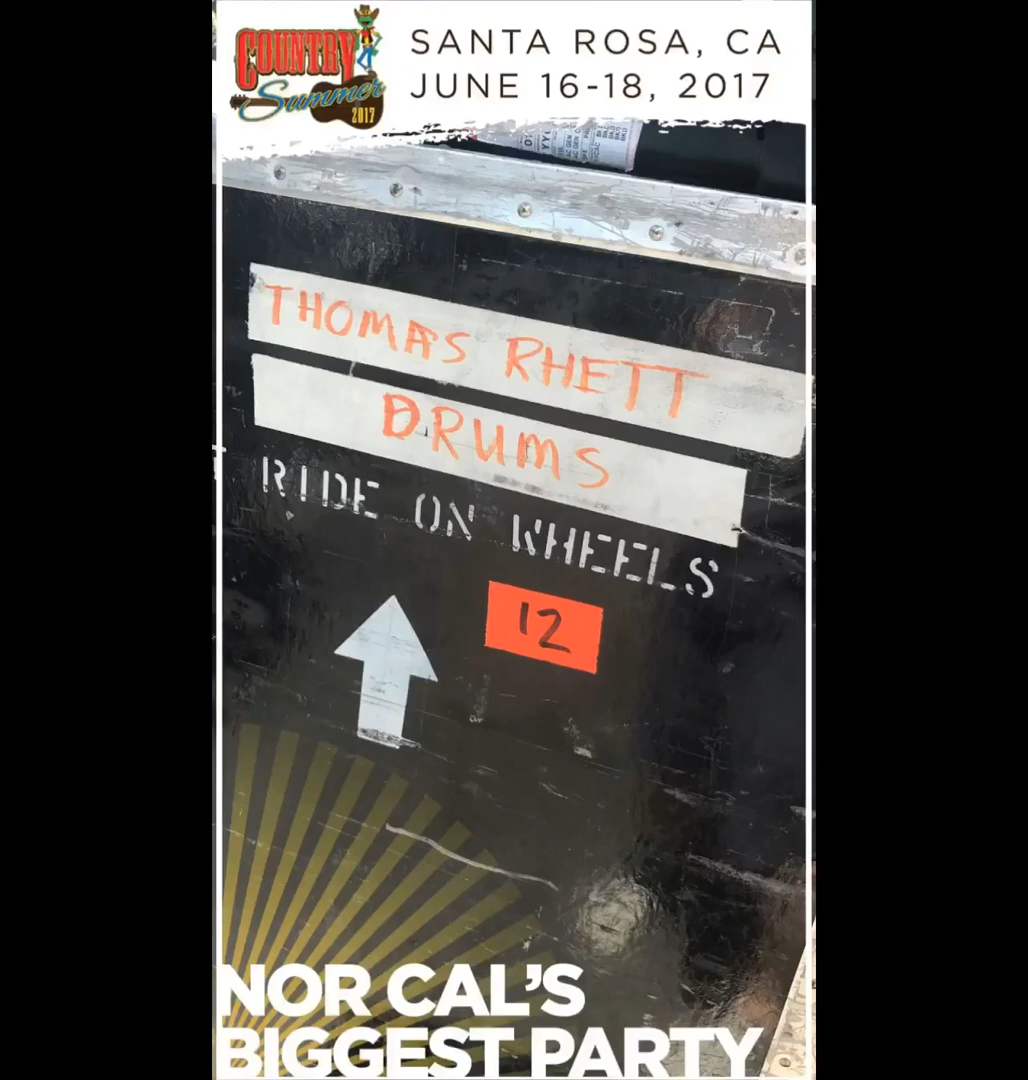 COUNTRY
Summer
2017
SANTA ROSA, CA
JUNE 16-18, 2017
THOMAS RHETT
DRUMS
RIDE ON WHEELS
12
NOR CAL'S
BIGGEST PARTY